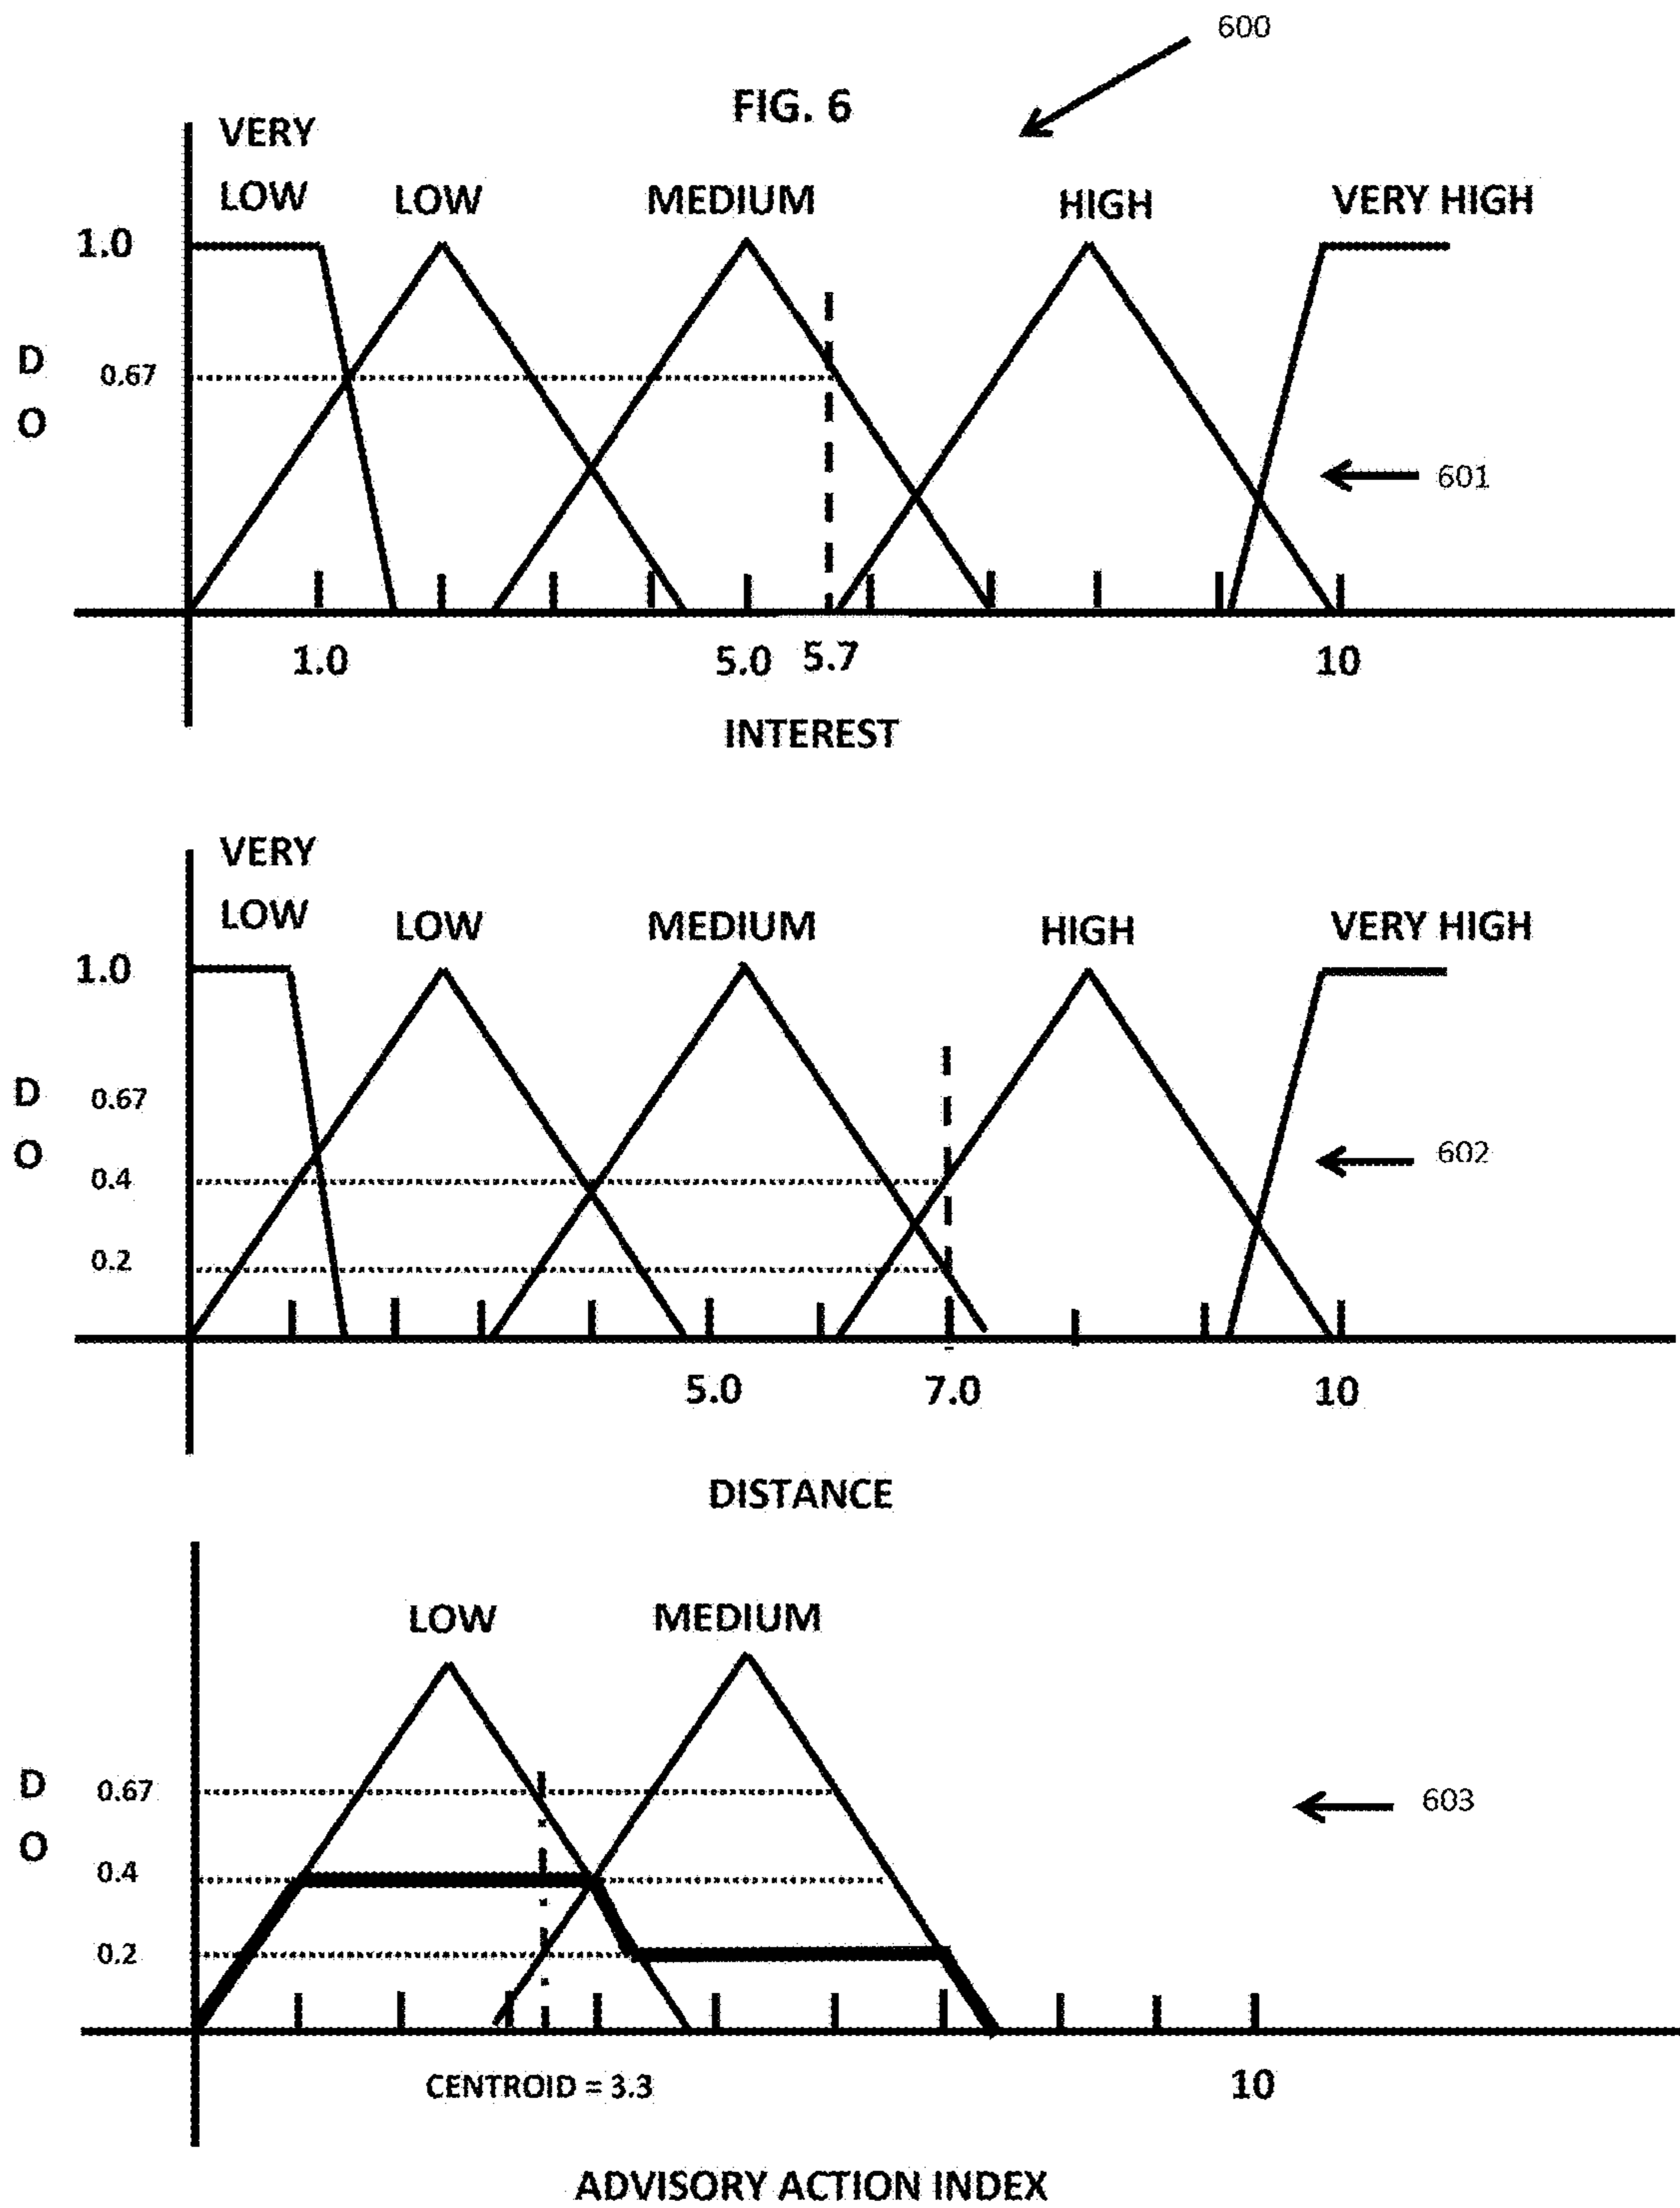 600
FIG. 6
VERY
LOW
LOW
MEDIUM
HIGH
VERY HIGH
1.0
D
0.67
O
601
1.0
5.0
5.7
10
INTEREST
VERY
LOW
LOW
MEDIUM
HIGH
VERY HIGH
1.0
D
0.67
O
602
0.4
0.2
5.0
7.0
10
DISTANCE
LOW
MEDIUM
D
0.67
603
O
0.4
0.2
CENTROID = 3.3
10
ADVISORY ACTION INDEX